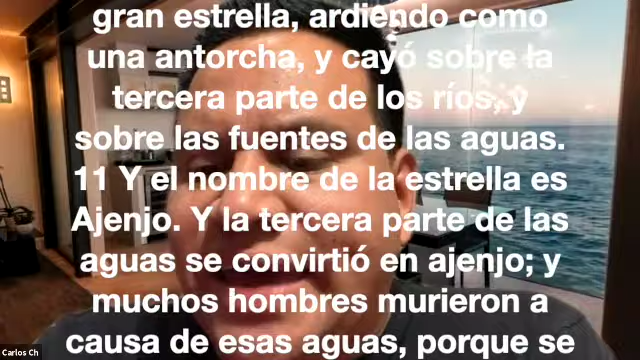 gran estrella, ardiendo como
una antorcha, y cayó sobre la
tercera parte de los ríos, y
sobre las fuentes de las aguas.
11 Y el nombre de la estrella es
Ajenjo. Y la tercera parte de las
aguas se convirtió en ajenjo; y
muchos hombres murieron a
causa de esas aguas, porque se
Carlos Ch